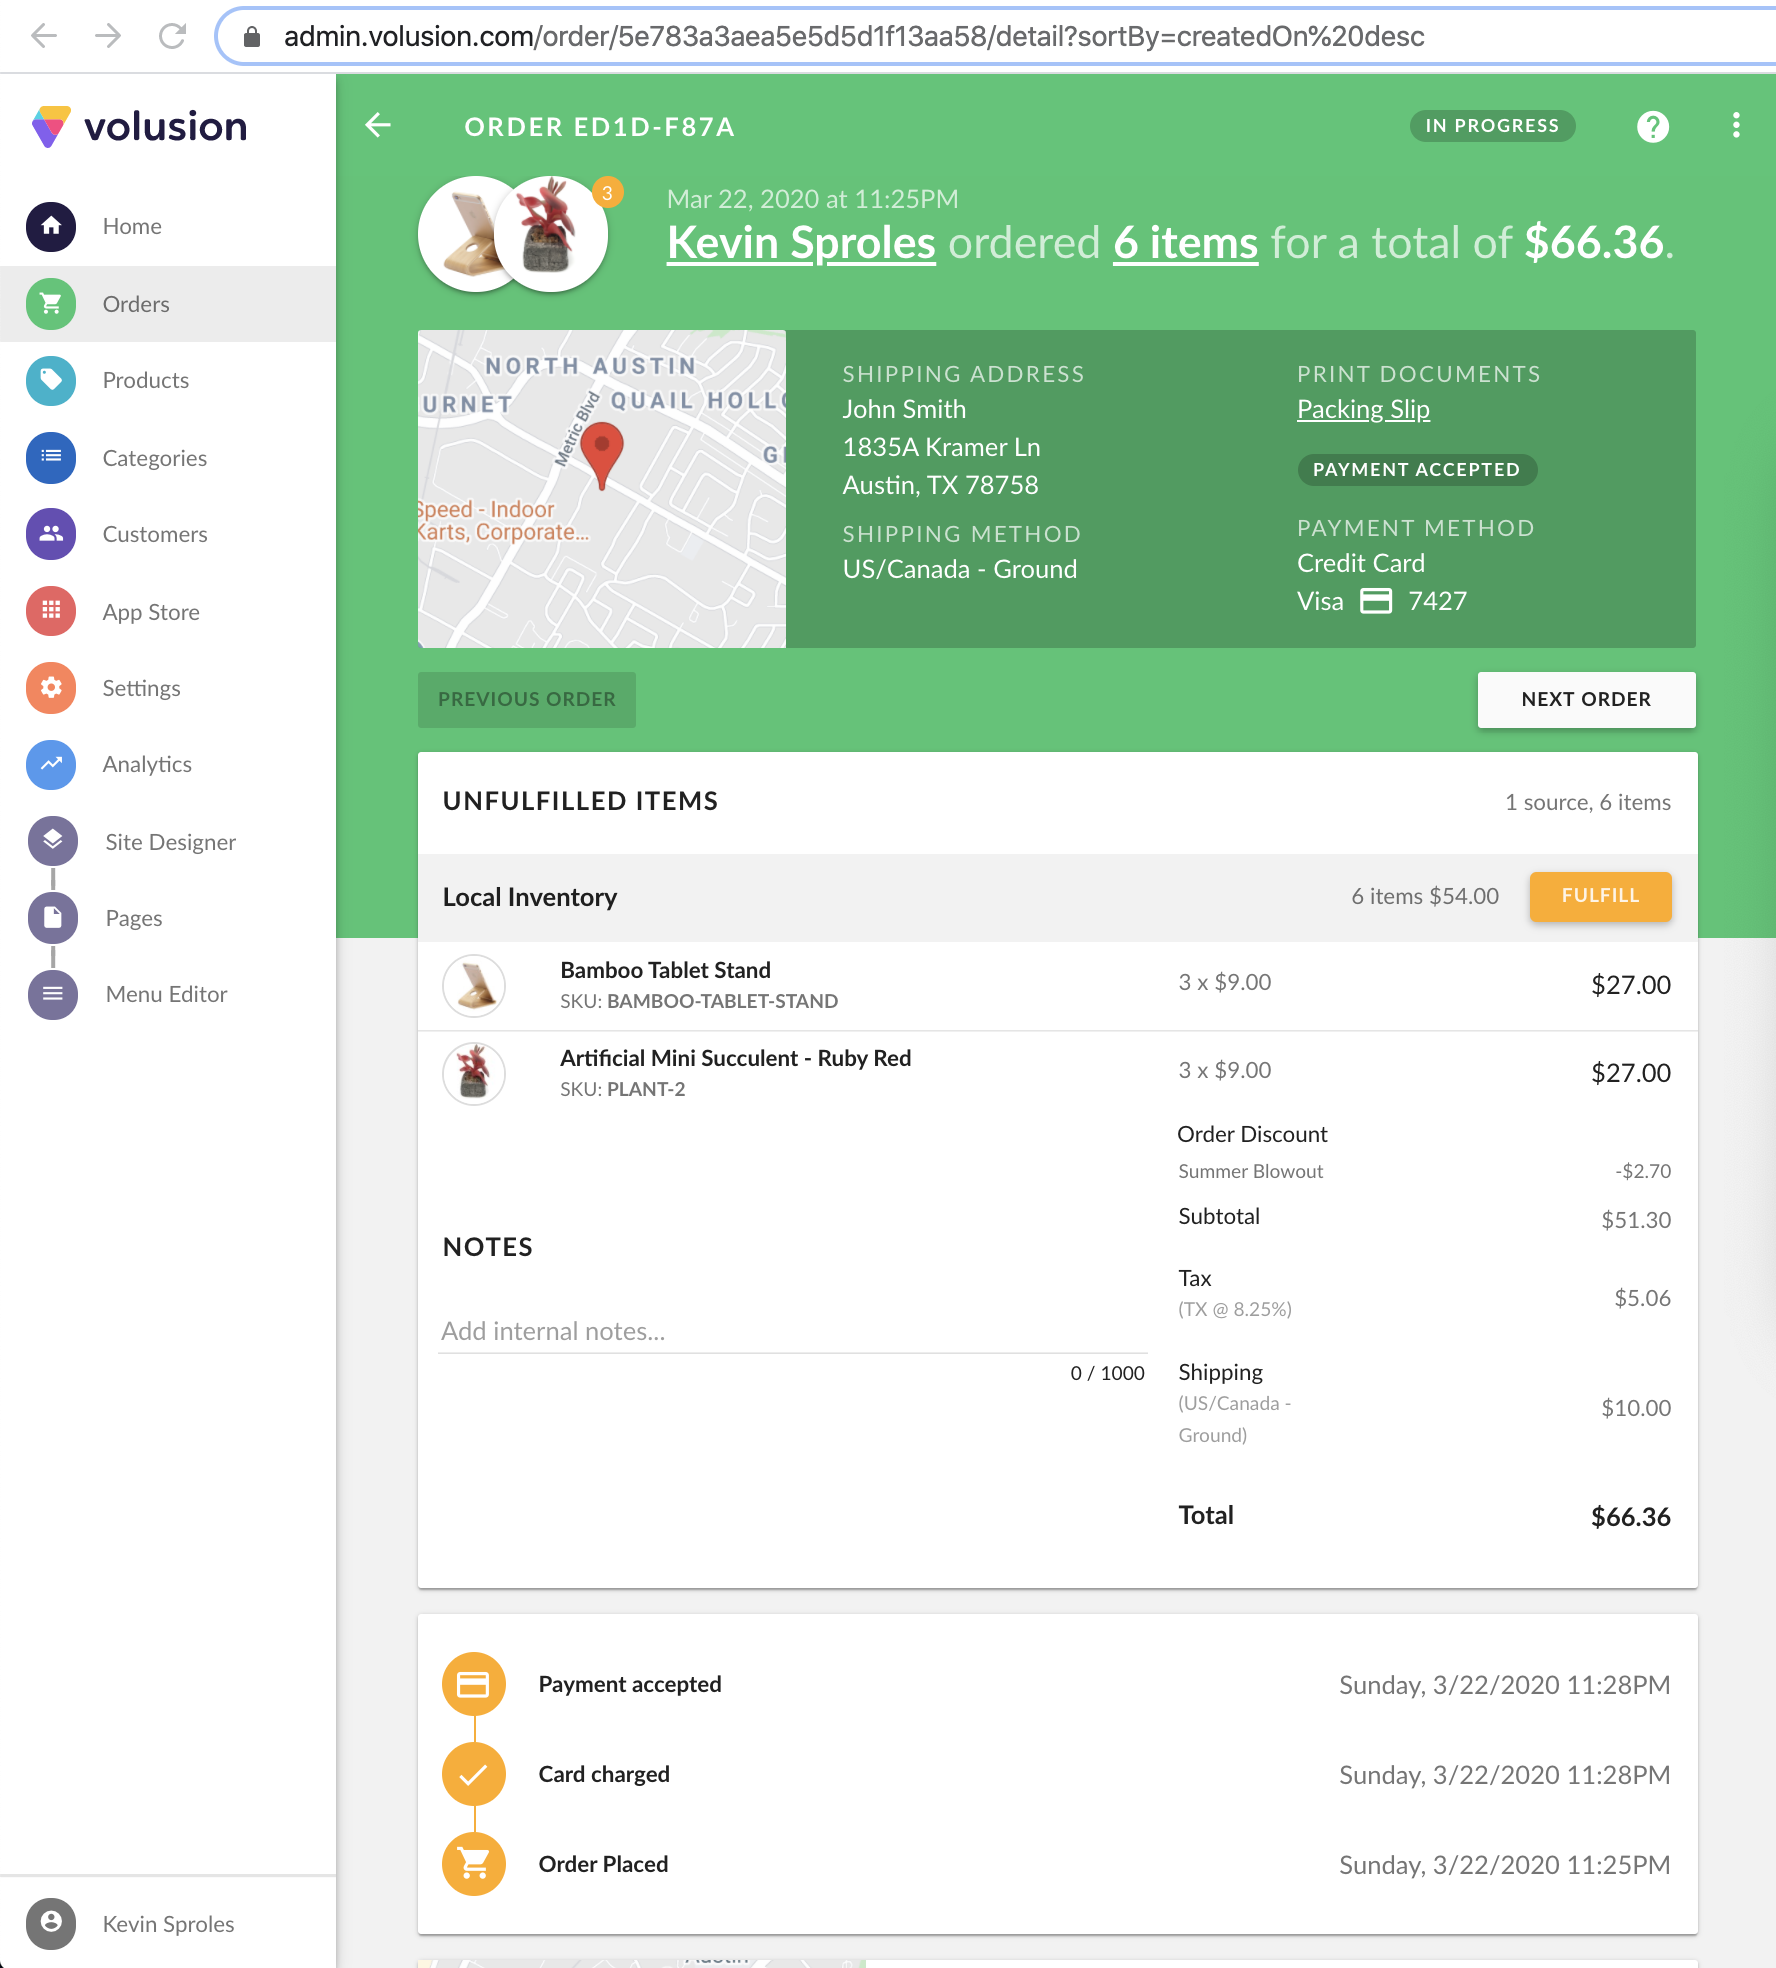 admin.volusion.com/order/5e783a3aea5e5d5d1f13aa58/detail?sortBy=createdOn%20desc
volusion
Home
Orders
Products
Categories
Customers
App Store
Settings
Analytics
Site Designer
Pages
Menu Editor
Kevin Sproles
ORDER ED1D-F87A
IN PROGRESS
?
3
Mar 22, 2020 at 11:25PM
Kevin Sproles ordered 6 items for a total of $66.36.
NORTH AUSTIN
URNET
QUAIL HOLLO
Metric Blvd
G
Speed - Indoor
Karts, Corporate...
SHIPPING ADDRESS
John Smith
1835A Kramer Ln
Austin, TX 78758
SHIPPING METHOD
US/Canada - Ground
PRINT DOCUMENTS
Packing Slip
PAYMENT ACCEPTED
PAYMENT METHOD
Credit Card
Visa 7427
PREVIOUS ORDER
NEXT ORDER
UNFULFILLED ITEMS
1 source, 6 items
Local Inventory
6 items $54.00
FULFILL
Bamboo Tablet Stand
SKU: BAMBOO-TABLET-STAND
3 x $9.00
$27.00
Artificial Mini Succulent - Ruby Red
SKU: PLANT-2
3 x $9.00
$27.00
Order Discount
Summer Blowout
-$2.70
Subtotal
$51.30
Tax
(TX @ 8.25%)
$5.06
Shipping
(US/Canada -
Ground)
$10.00
Total
$66.36
NOTES
Add internal notes...
0 / 1000
Payment accepted
Sunday, 3/22/2020 11:28PM
Card charged
Sunday, 3/22/2020 11:28PM
Order Placed
Sunday, 3/22/2020 11:25PM
Austin